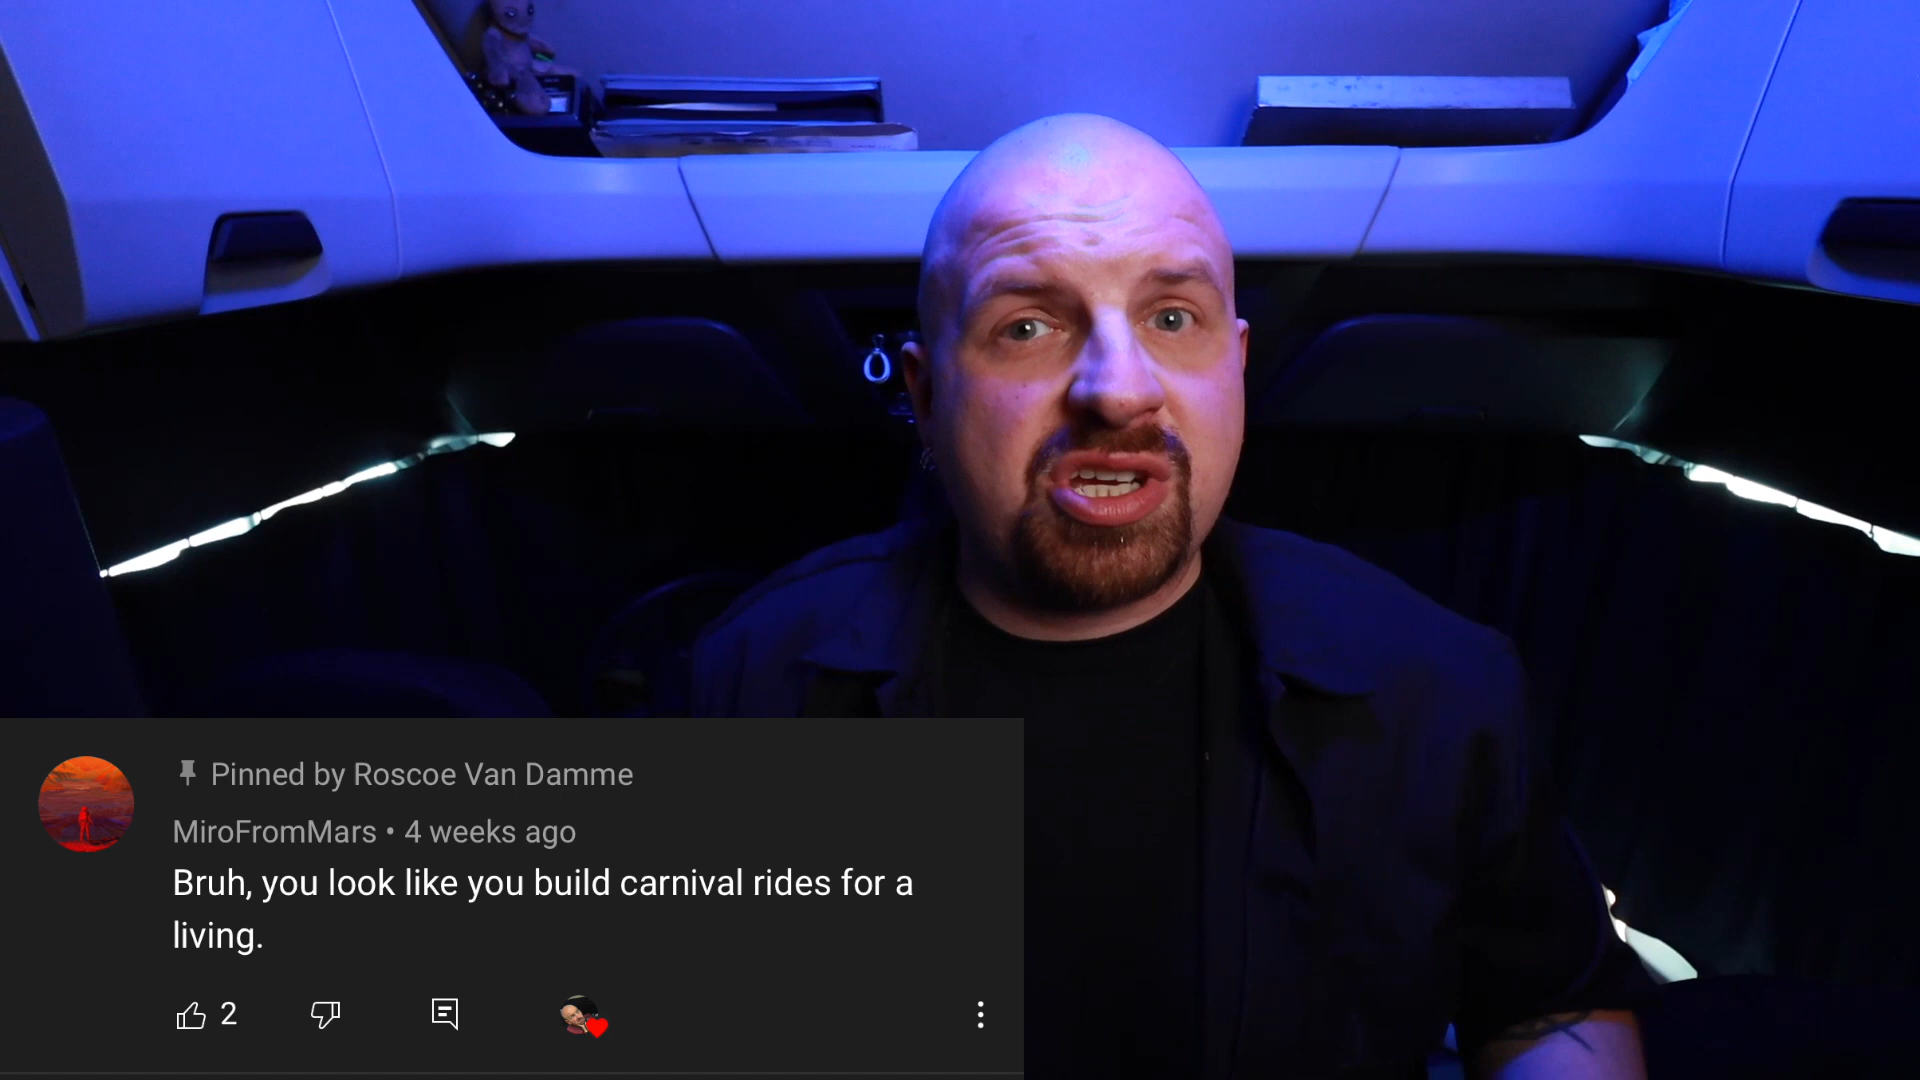 Pinned by Roscoe Van Damme
MiroFromMars • 4 weeks ago
Bruh, you look like you build carnival rides for a
living.
2